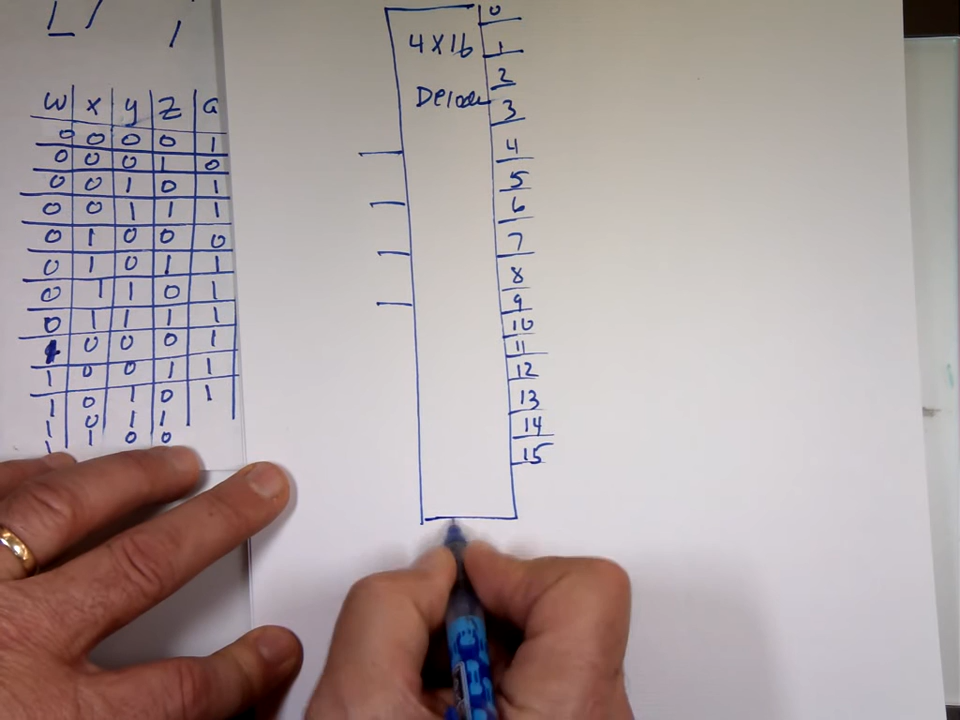 W X Y Z a
0 0 0 0 1
0 0 0 1 0
0 0 1 0 1
0 0 1 1 1
0 1 0 0 0
0 1 0 1 1
0 1 1 0 1
0 1 1 1 1
1 0 0 0 1
1 0 0 1 1
1 0 1 0 1
1 0 1 1
1 1 0 0
4X16
Decoder
0
1
2
3
4
5
6
7
8
9
10
11
12
13
14
15